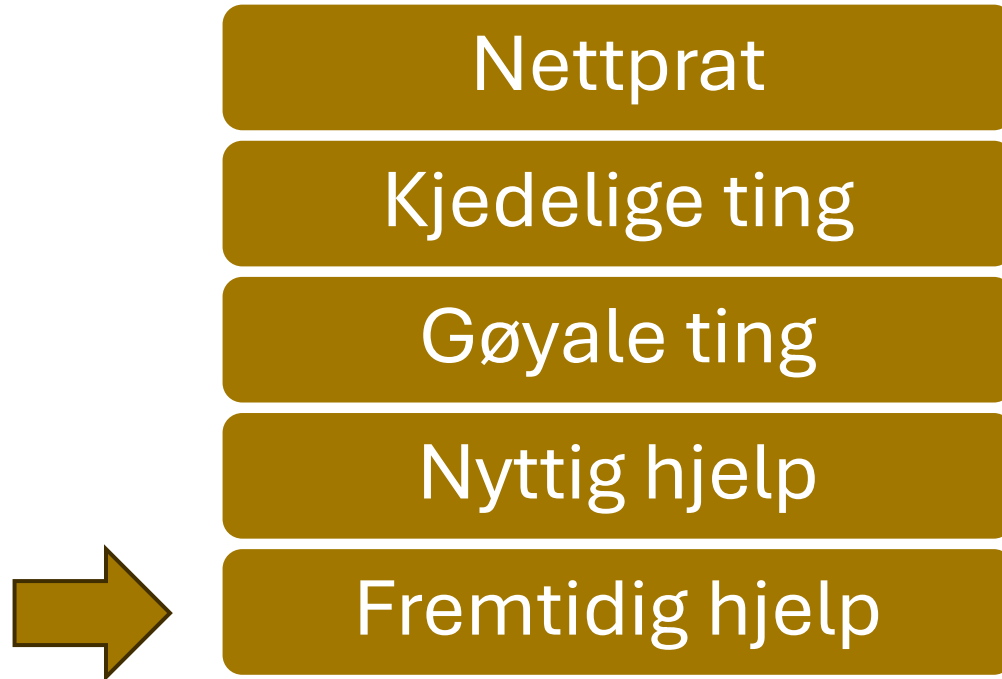 Nettprat
Kjedelige ting
Gøyale ting
Nyttig hjelp
Fremtidig hjelp